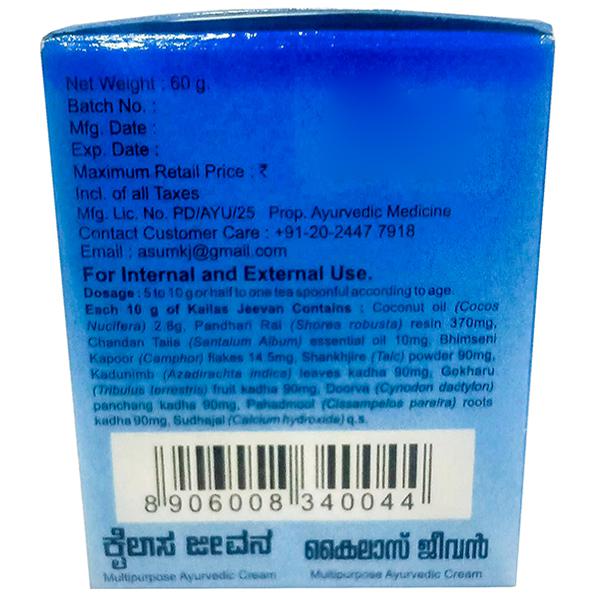 Net Weight : 60 g.
Batch No. :
Mfg. Date :
Exp. Date :
Maximum Retail Price : ₹
Incl. of all Taxes
Mfg. Lic. No. PD/AYU/25 Prop. Ayurvedic Medicine
Contact Customer Care : +91-20-2447 7918
Email : asumkj@gmail.com
For Internal and External Use.
Dosage : 5 to 10 g or half to one tea spoonful according to age.
Each 10 g of Kailas Jeevan Contains : Coconut oil (Cocos
Nucifera) 2.8g, Pandhari Ral (Shorea robusta) resin 370mg,
Chandan Taila (Santalum Album) essential oil 10mg, Bhimseni
Kapoor (Camphor) flakes 14.5mg, Shankhjire (Talc) powder 90mg,
Kadunimb (Azadirachta indica) leaves kadha 90mg, Gokharu
(Tribulus terrestris) fruit kadha 90mg, Doorva (Cynodon dactylon)
panchang kadha 90mg, Pahadmool (Cissampelos pareira) roots
kadha 90mg, Sudhajal (Calcium hydroxide) q.s.
8 906008 340044
ಕೈಲಾಸ ಜೀವನ കൈലാസ് ജീവൻ
Multipurpose Ayurvedic Cream Multipurpose Ayurvedic Cream